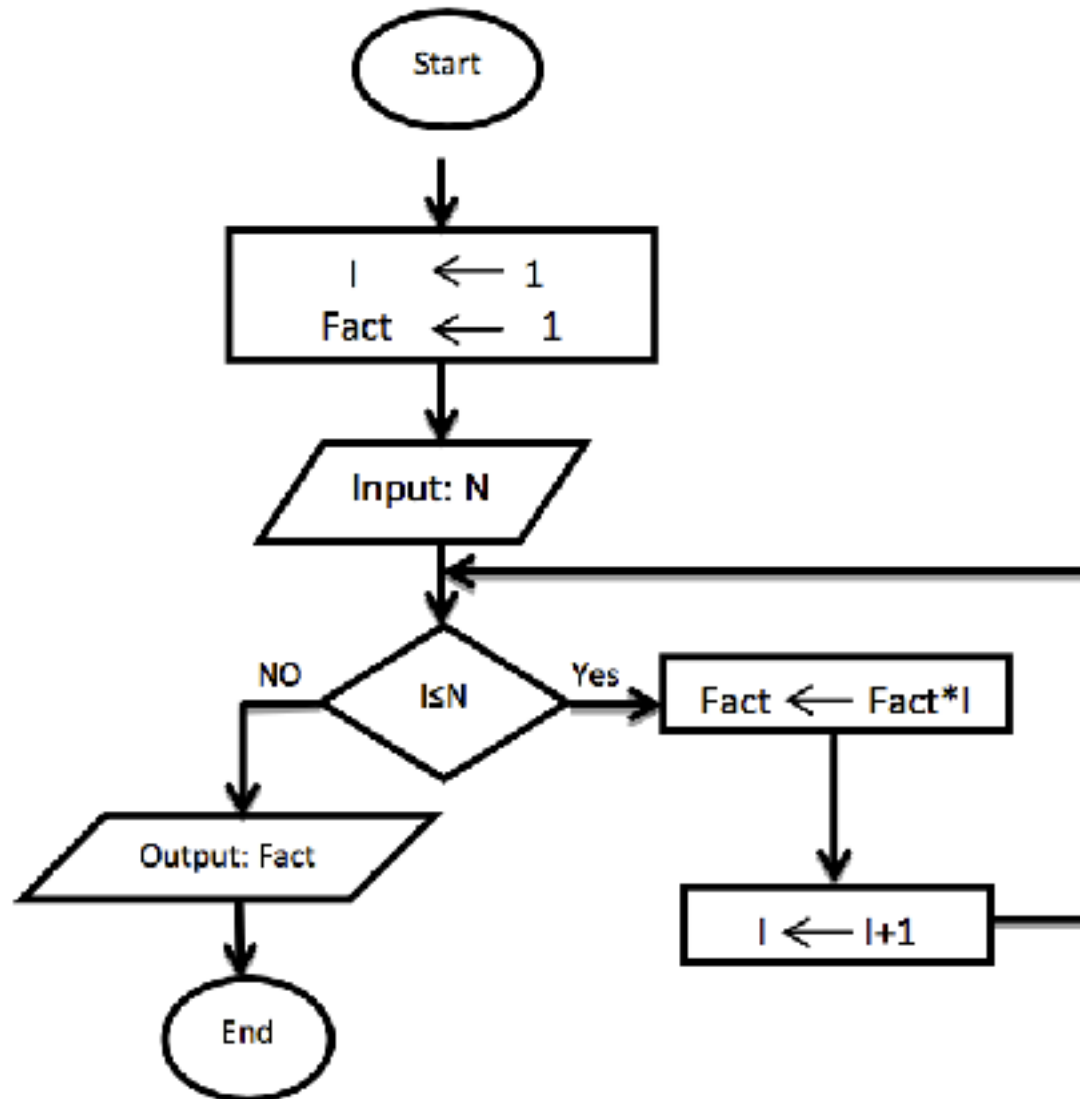 Start
I ← 1
Fact ← 1
Input: N
I≤N
NO
Yes
Fact ← Fact*I
I ← I+1
Output: Fact
End